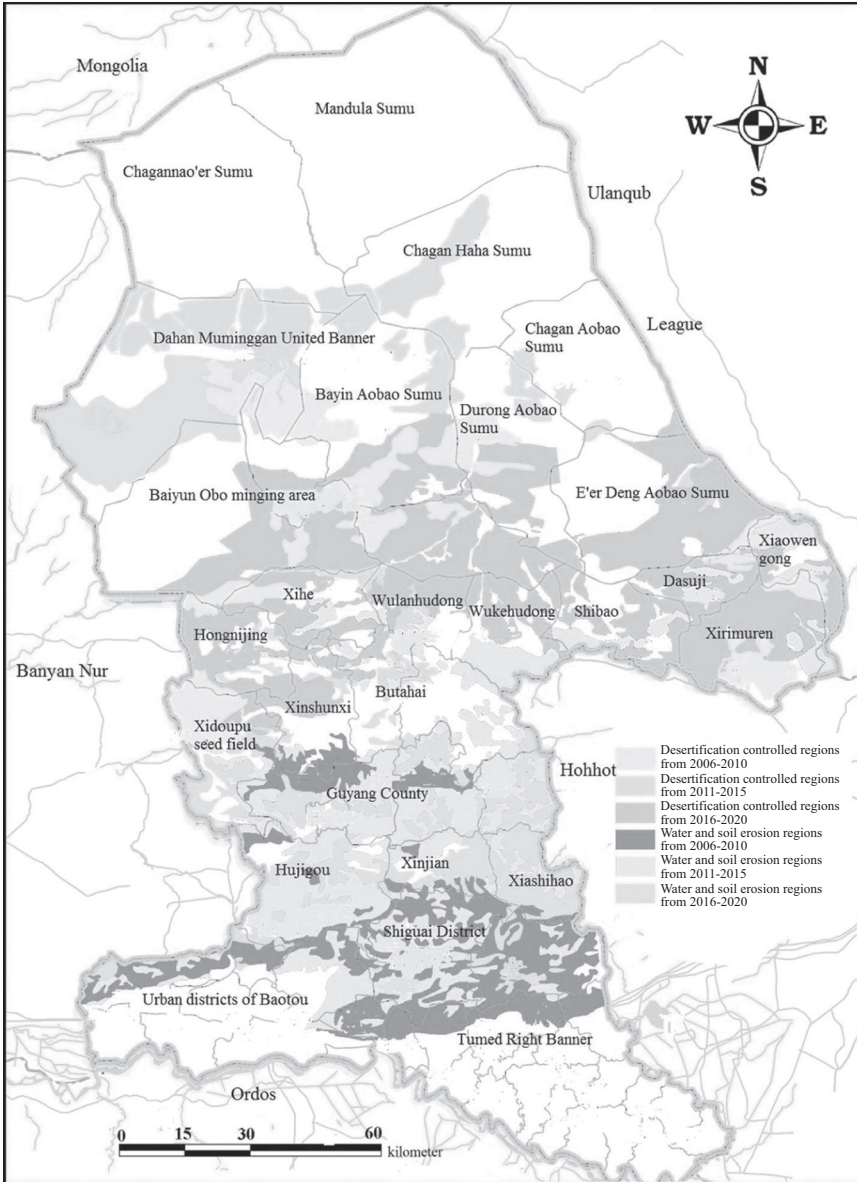 Mongolia
N
W
E
S
Mandula Sumu
Chagannao'er Sumu
Ulanqub
Chagan Haha Sumu
League
Chagan Aobao
Sumu
Dahan Muminggan United Banner
Bayin Aobao Sumu
Durong Aobao
Sumu
Baiyun Obo minging area
E'er Deng Aobao Sumu
Xiaowen
gong
Dasuji
Xihe
Wulanhudong
Wukehudong
Shibao
Hongnijing
Xirimuren
Banyan Nur
Butahai
Xinshunxi
Xidoupu
seed field
Hohhot
Guyang County
Desertification controlled regions
from 2006-2010
Desertification controlled regions
from 2011-2015
Desertification controlled regions
from 2016-2020
Water and soil erosion regions
from 2006-2010
Water and soil erosion regions
from 2011-2015
Water and soil erosion regions
from 2016-2020
Hujigou
Xinjian
Xiashihao
Shiguai District
Urban districts of Baotou
Tumed Right Banner
Ordos
0 15 30 60
kilometer